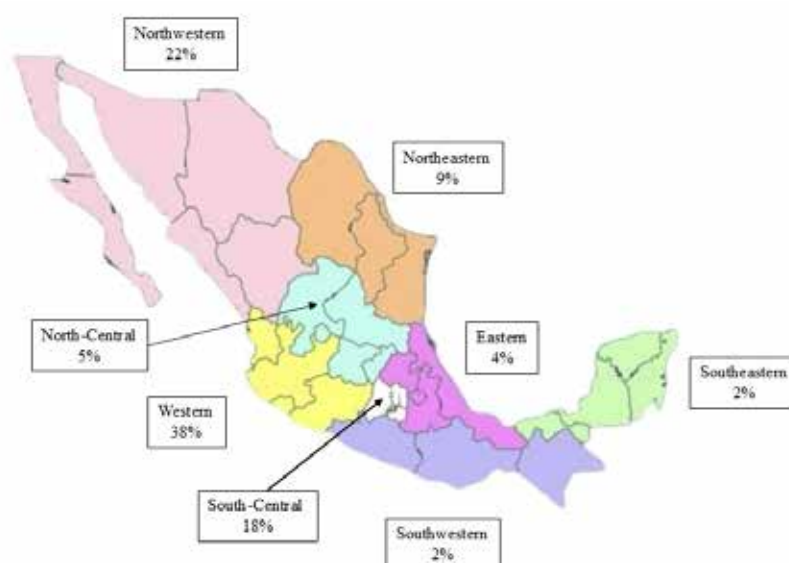 Northwestern
22%
Northeastern
9%
North-Central
5%
Eastern
4%
Southeastern
2%
Western
38%
South-Central
18%
Southwestern
2%